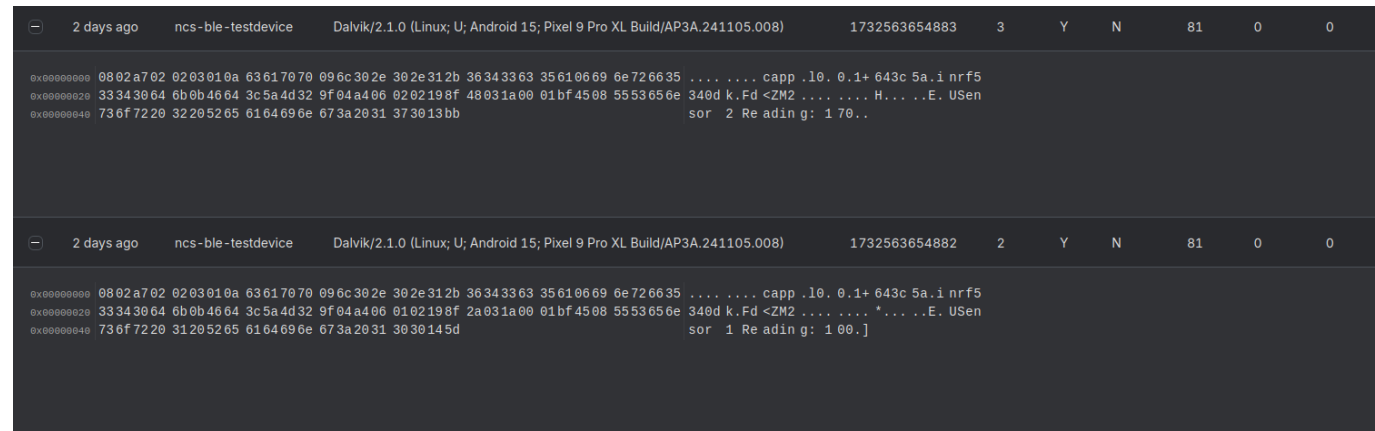 2 days ago ncs-ble-testdevice Dalvik/2.1.0 (Linux; U; Android 15; Pixel 9 Pro XL Build/AP3A.241105.008) 1732563654883 3 Y N 81 0 0
0x00000000 0802a702 0203010a 63617070 096c302e 302e312b 36343363 35610669 6e726635 .... .... capp .l0. 0.1+ 643c 5a.i nrf5
0x00000020 33343064 6b0b4664 3c5a4d32 9f04a406 0202198f 48031a00 01bf4508 5553656e 340d k.Fd <ZM2 .... .... H... ..E. USen
0x00000040 736f7220 32205265 6164696e 673a2031 373013bb sor  2 Re adin g: 1 70..
2 days ago ncs-ble-testdevice Dalvik/2.1.0 (Linux; U; Android 15; Pixel 9 Pro XL Build/AP3A.241105.008) 1732563654882 2 Y N 81 0 0
0x00000000 0802a702 0203010a 63617070 096c302e 302e312b 36343363 35610669 6e726635 .... .... capp .l0. 0.1+ 643c 5a.i nrf5
0x00000020 33343064 6b0b4664 3c5a4d32 9f04a406 0102198f 2a031a00 01bf4508 5553656e 340d k.Fd <ZM2 .... .... *... ..E. USen
0x00000040 736f7220 31205265 6164696e 673a2031 3030145d sor  1 Re adin g: 1 00.]